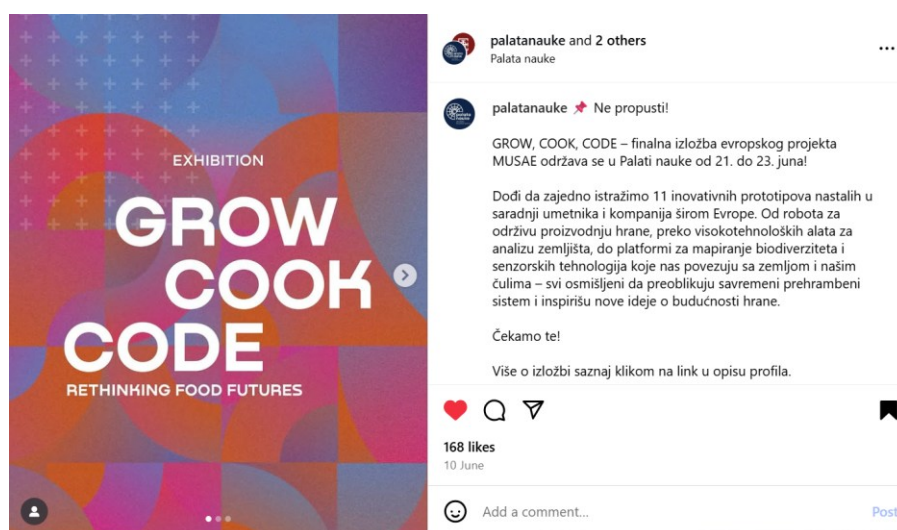 EXHIBITION
GROW
COOK
CODE
RETHINKING FOOD FUTURES
palatanauke and 2 others
Palata nauke
palatanauke 📌 Ne propusti!
GROW, COOK, CODE – finalna izložba evropskog projekta
MUSAE održava se u Palati nauke od 21. do 23. juna!
Dođi da zajedno istražimo 11 inovativnih prototipova nastalih u
saradnji umetnika i kompanija širom Evrope. Od robota za
održivu proizvodnju hrane, preko visokotehnoloških alata za
analizu zemljišta, do platformi za mapiranje biodiverziteta i
senzorskih tehnologija koje nas povezuju sa zemljom i našim
čulima – svi osmišljeni da preoblikuju savremeni prehrambeni
sistem i inspirišu nove ideje o budućnosti hrane.
Čekamo te!
Više o izložbi saznaj klikom na link u opisu profila.
168 likes
10 June
Add a comment...
Post